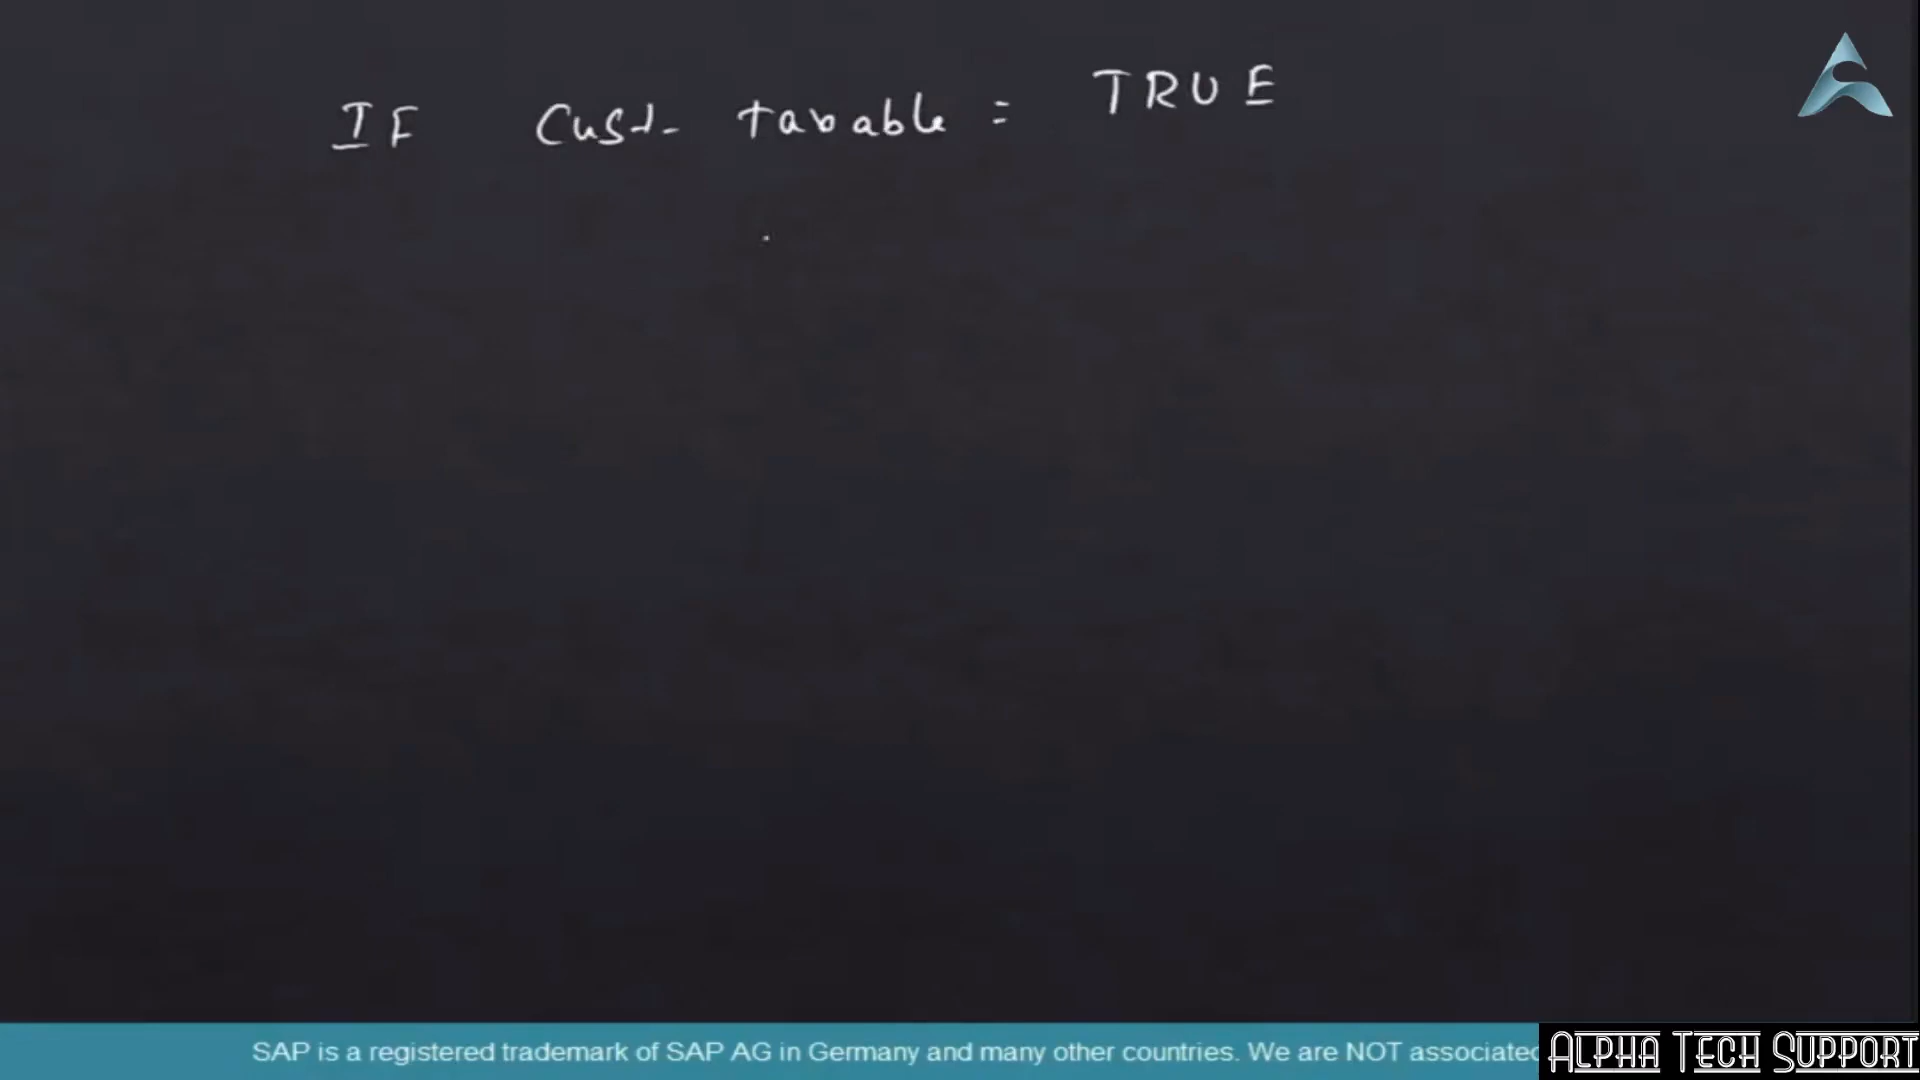 IF Cust. taxable = TRUE
SAP is a registered trademark of SAP AG in Germany and many other countries. We are NOT associated
ALPHA TECH SUPPORT